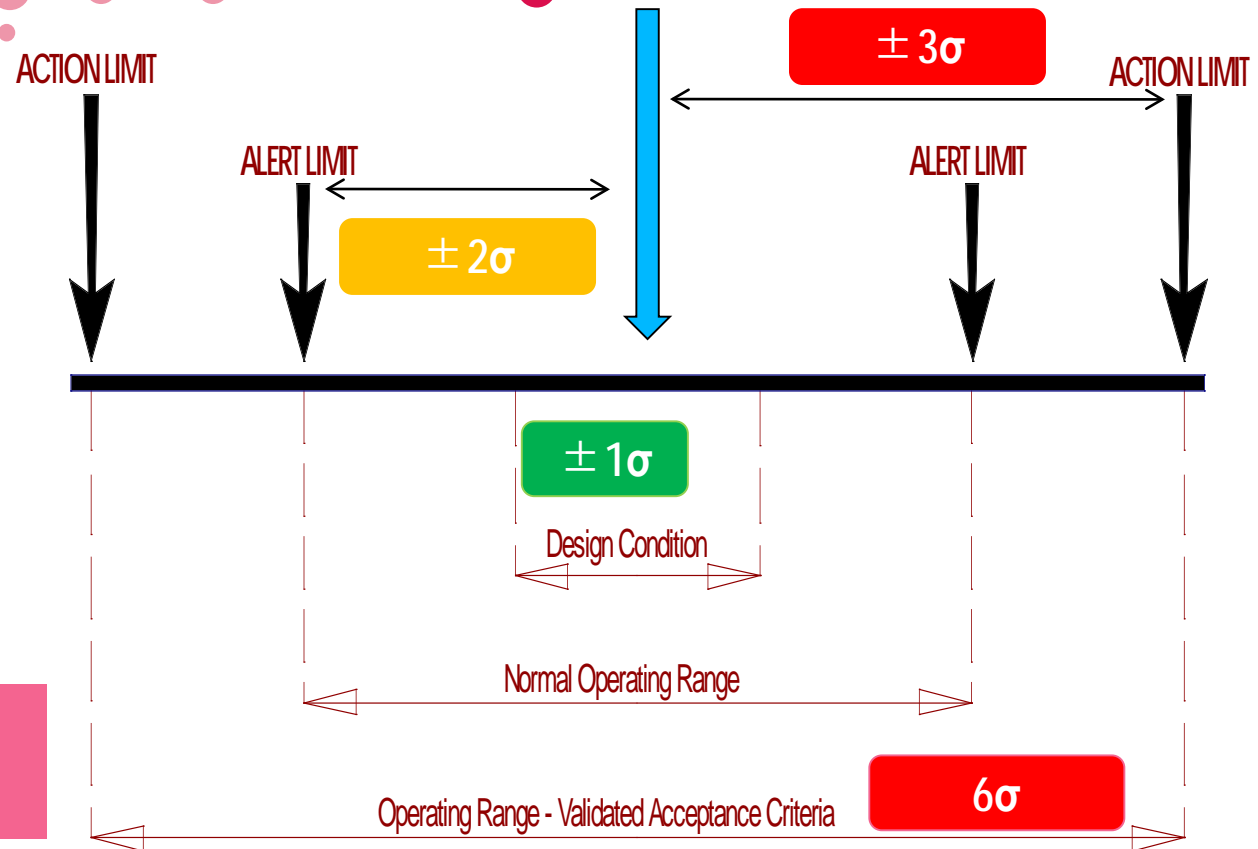 ± 3σ
ACTION LIMIT
ACTION LIMIT
ALERT LIMIT
ALERT LIMIT
± 2σ
± 1σ
Design Condition
Normal Operating Range
6σ
Operating Range - Validated Acceptance Criteria